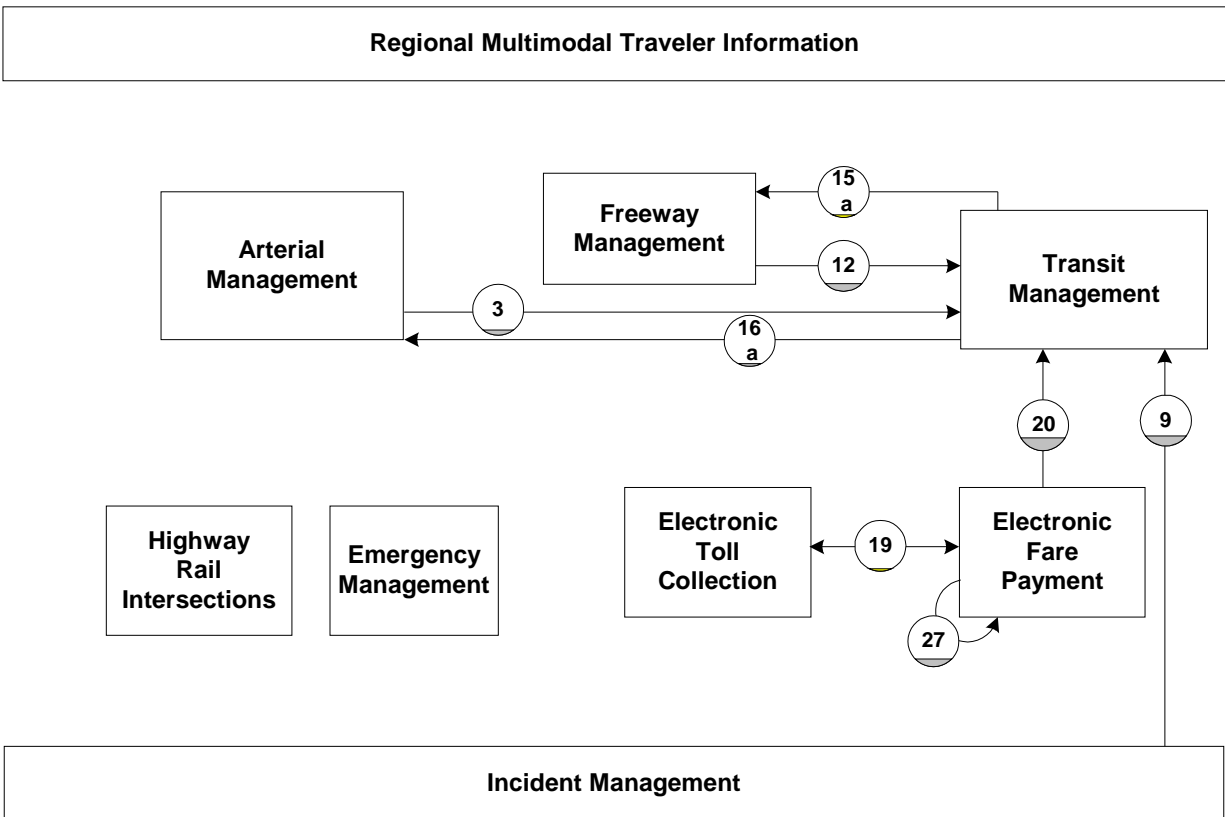 Regional Multimodal Traveler Information
15
a
Freeway
Management
Arterial
Management
12
Transit
Management
3
16
a
20
9
Highway
Rail
Intersections
Emergency
Management
Electronic
Toll
Collection
19
Electronic
Fare
Payment
27
Incident Management